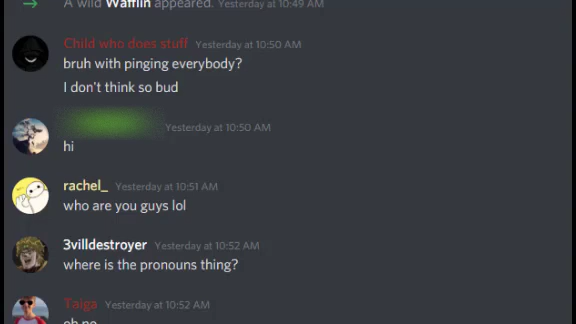 A wild Wafflin appeared. Yesterday at 10:49 AM
Child who does stuff Yesterday at 10:50 AM
bruh with pinging everybody?
I don't think so bud
Yesterday at 10:50 AM
hi
rachel_ Yesterday at 10:51 AM
who are you guys lol
3villdestroyer Yesterday at 10:52 AM
where is the pronouns thing?
Taiga Yesterday at 10:52 AM
oh no